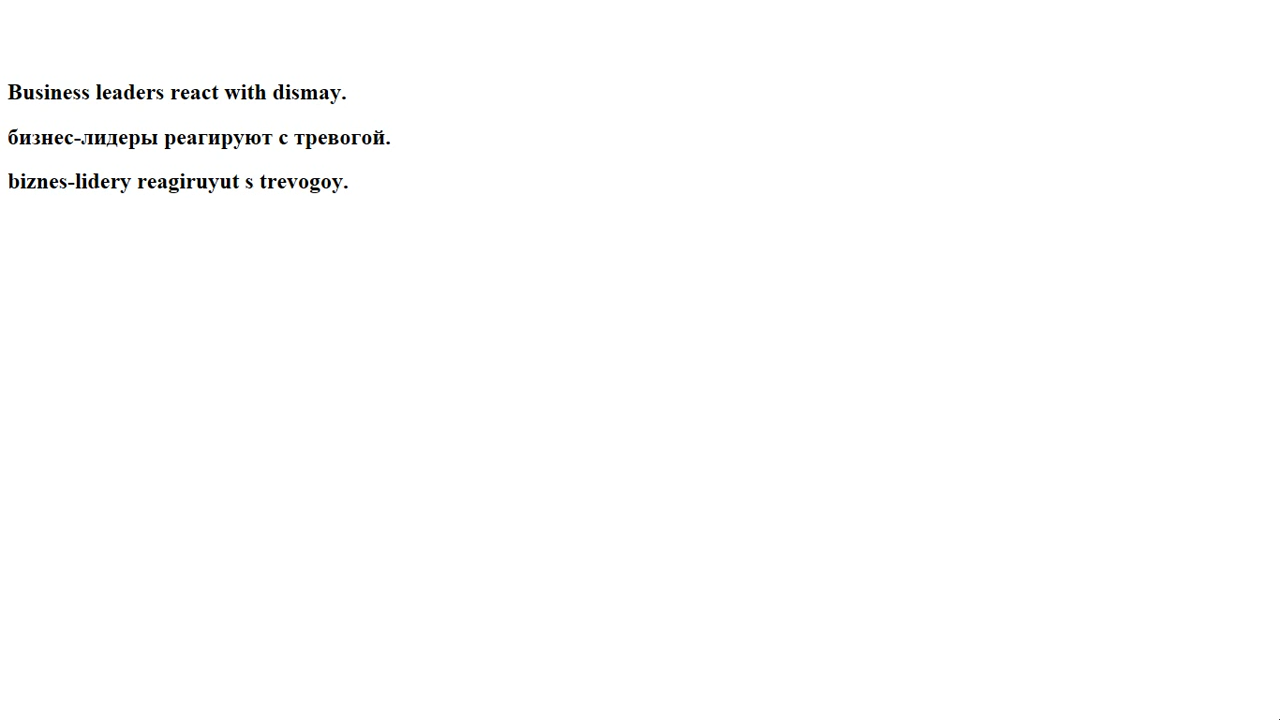 Business leaders react with dismay.
бизнес-лидеры реагируют с тревогой.
biznes-lidery reagiruyut s trevogoy.